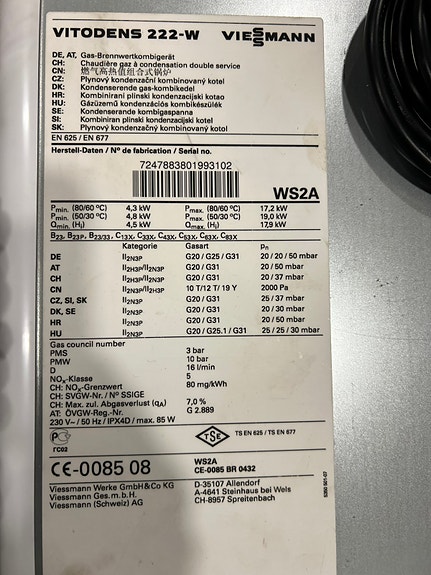 VITODENS 222-W VIESSMANN
DE, AT, Gas-Brennwertkombigerät
CH: Chaudière gaz à condensation double service
CN: 燃气高热值组合式锅炉
CZ: Plynový kondenzační kombinovaný kotel
DK: Kondenserende gas-kombikedel
HR: Kombinirani plinski kondenzacijski kotao
HU: Gázüzemű kondenzációs kombikészülék
SE: Kondenserande kombigaspanna
SI: Kombiniran plinski kondenzacijski kotel
SK: Plynový kondenzačný kombinovaný kotol
EN 625 / EN 677
Herstell-Daten / N° de fabrication / Serial no.
7247883801993102
WS2A
Pmin. (80/60 °C) 4,3 kW Pmax. (80/60 °C) 17,2 kW
Pmin. (50/30 °C) 4,8 kW Pmax. (50/30 °C) 19,0 kW
Qmin. (Hi) 4,5 kW Qmax. (Hi) 17,9 kW
B23, B23P, B23/33, C13X, C33X, C43X, C53X, C63X, C83X
Kategorie Gasart pn
DE II2N3P G20 / G25 / G31 20 / 20 / 50 mbar
AT II2H3P/II2N3P G20 / G31 20 / 50 mbar
CH II2N3P/II2H3P G20 / G31 20 / 37 mbar
CN II2N3P/II2H3P 10 T/12 T/ 19 Y 2000 Pa
CZ, SI, SK II2N3P G20 / G31 25 / 37 mbar
DK, SE II2N3P G20 / G31 20 / 30 mbar
HR II2N3P G20 / G31 20 / 50 mbar
HU II2N3P G20 / G25.1 / G31 25 / 25 / 30 mbar
Gas council number
PMS 3 bar
PMW 10 bar
D 16 l/min
NOx-Klasse 5
CH: NOx-Grenzwert 80 mg/kWh
CH: SVGW-Nr. / N° SSIGE
CH: Max. zul. Abgasverlust (qA) 7,0 %
AT: ÖVGW-Reg.-Nr. G 2.889
230 V~ / 50 Hz / IPX4D / max. 85 W
ГС02
TSE TS EN 625 / TS EN 677
CE-0085 08
WS2A
CE-0085 BR 0432
Viessmann Werke GmbH&Co KG D-35107 Allendorf
Viessmann Ges.m.b.H. A-4641 Steinhaus bei Wels
Viessmann (Schweiz) AG CH-8957 Spreitenbach